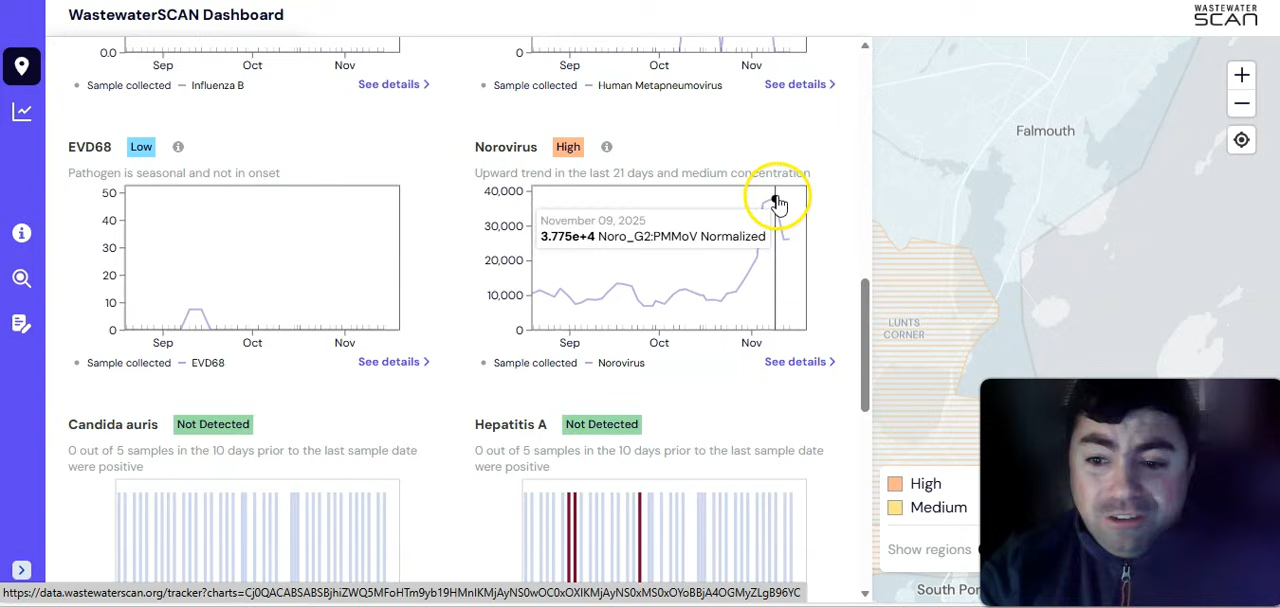 WastewaterSCAN Dashboard
WASTEWATER
SCAN
0.0
Sep Oct Nov
Sample collected Influenza B
See details >
0
Sep Oct Nov
Sample collected Human Metapneumovirus
See details >
EVD68 Low
Pathogen is seasonal and not in onset
50
40
30
20
10
0
Sep Oct Nov
Sample collected EVD68
See details >
Norovirus High
Upward trend in the last 21 days and medium concentration
40,000
30,000
20,000
10,000
0
November 09, 2025
3.775e+4 Noro_G2:PMMoV Normalized
Sep Oct Nov
Sample collected Norovirus
See details >
Candida auris Not Detected
0 out of 5 samples in the 10 days prior to the last sample date
were positive
Hepatitis A Not Detected
0 out of 5 samples in the 10 days prior to the last sample date
were positive
Falmouth
LUNTS
CORNER
High
Medium
Show regions
South Por